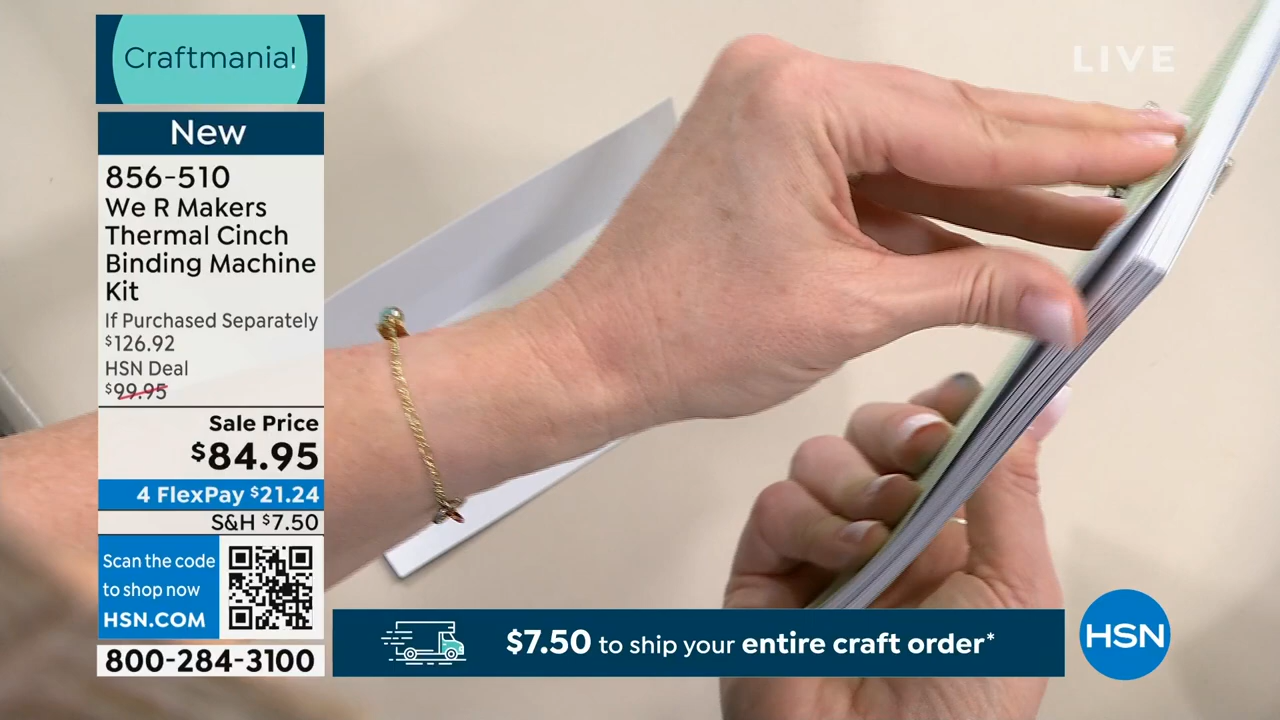 Craftmania!
LIVE
New
856-510
We R Makers
Thermal Cinch
Binding Machine
Kit
If Purchased Separately
$126.92
HSN Deal
$99.95
Sale Price
$84.95
4 FlexPay $21.24
S&H $7.50
Scan the code
to shop now
HSN.COM
800-284-3100
$7.50 to ship your entire craft order*
HSN